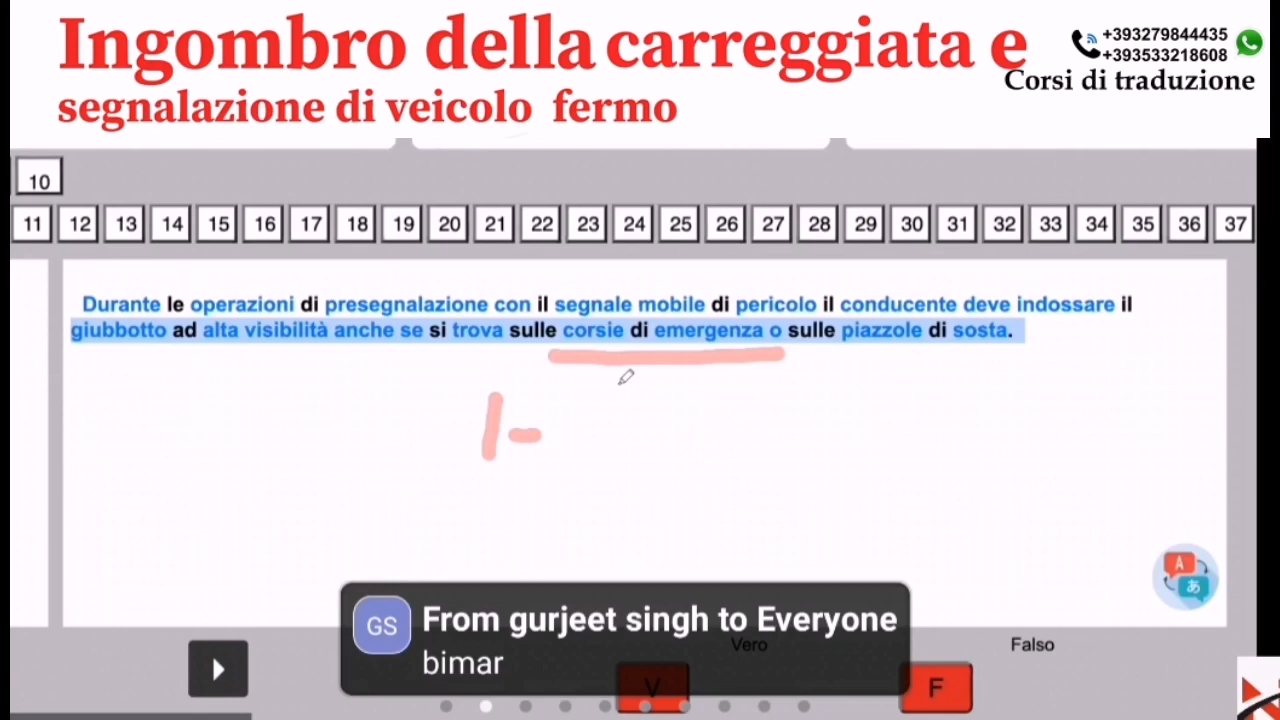 Ingombro della carreggiata e
segnalazione di veicolo fermo
+393279844435
+393533218608
Corsi di traduzione
10
11 12 13 14 15 16 17 18 19 20 21 22 23 24 25 26 27 28 29 30 31 32 33 34 35 36 37
Durante le operazioni di presegnalazione con il segnale mobile di pericolo il conducente deve indossare il
giubbotto ad alta visibilità anche se si trova sulle corsie di emergenza o sulle piazzole di sosta.
1-
A
あ
GS
From gurjeet singh to Everyone
bimar
Vero
Falso
V
F